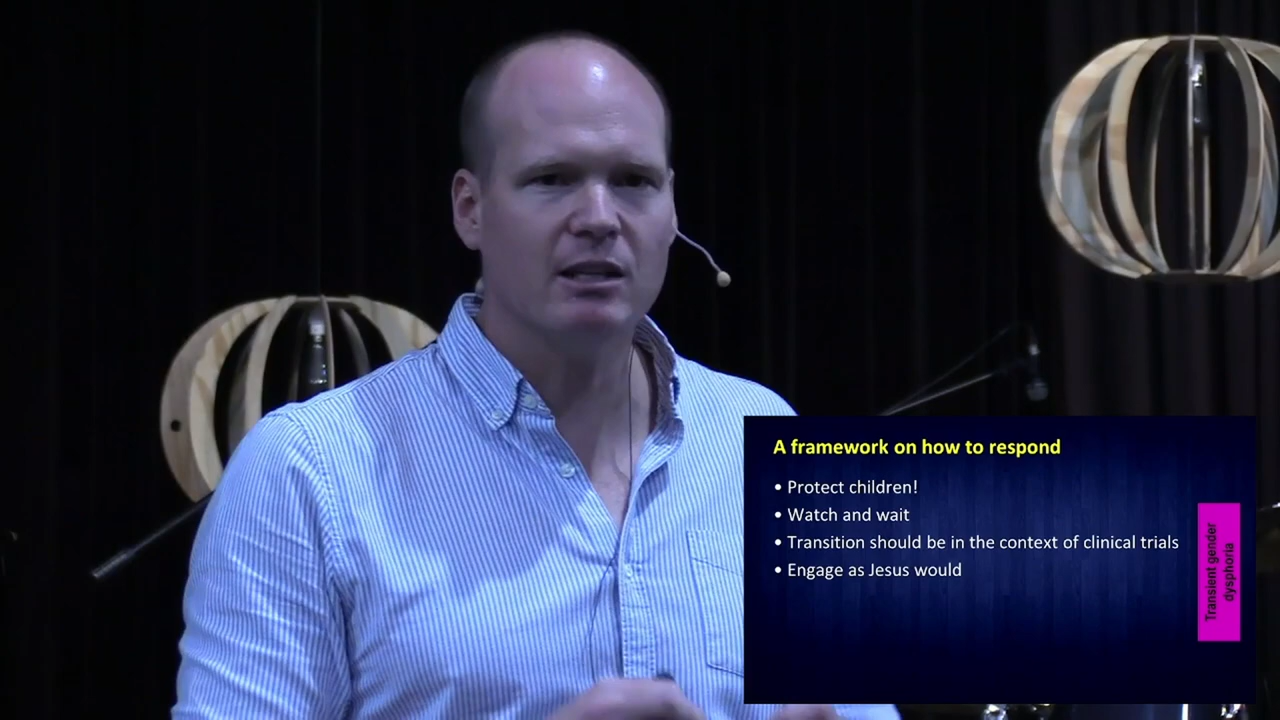 A framework on how to respond
• Protect children!
• Watch and wait
• Transition should be in the context of clinical trials
• Engage as Jesus would
Transient gender
dysphoria